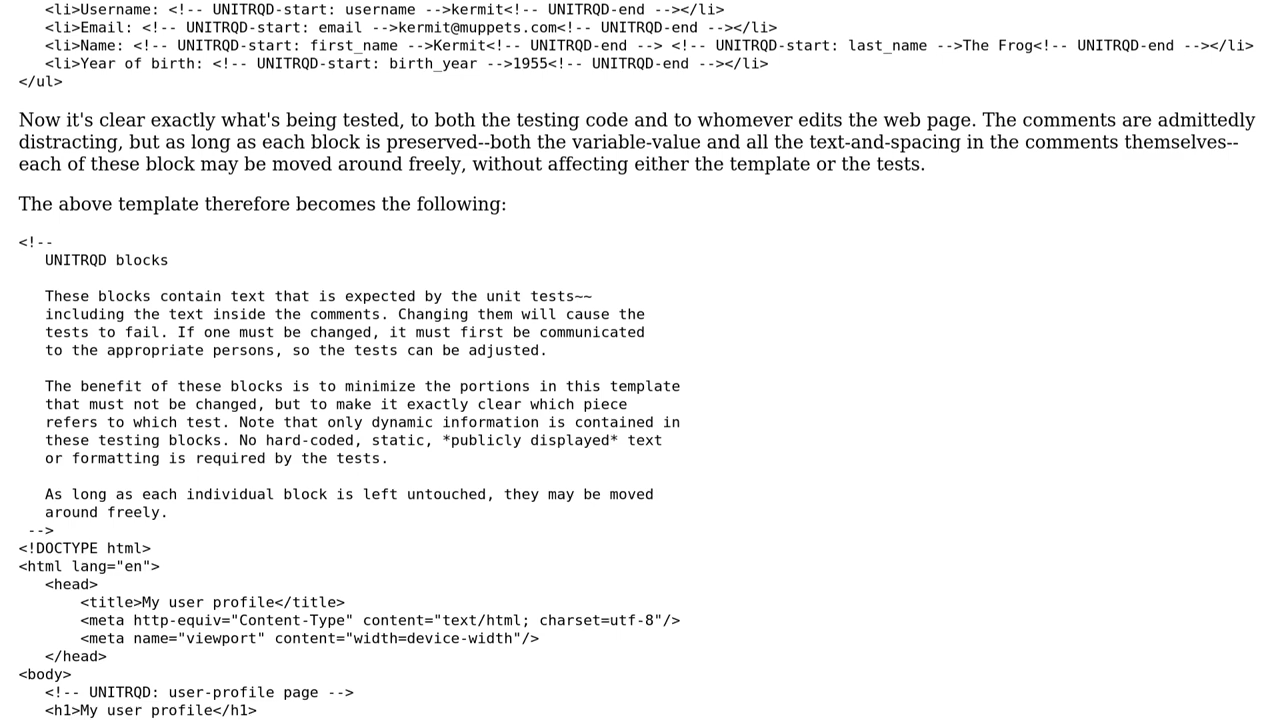 <li>Username: <!-- UNITRQD-start: username -->kermit<!-- UNITRQD-end --></li>
<li>Email: <!-- UNITRQD-start: email -->kermit@muppets.com<!-- UNITRQD-end --></li>
<li>Name: <!-- UNITRQD-start: first_name -->Kermit<!-- UNITRQD-end --> <!-- UNITRQD-start: last_name -->The Frog<!-- UNITRQD-end --></li>
<li>Year of birth: <!-- UNITRQD-start: birth_year -->1955<!-- UNITRQD-end --></li>
</ul>
Now it's clear exactly what's being tested, to both the testing code and to whomever edits the web page. The comments are admittedly
distracting, but as long as each block is preserved--both the variable-value and all the text-and-spacing in the comments themselves--
each of these block may be moved around freely, without affecting either the template or the tests.
The above template therefore becomes the following:
<!--
UNITRQD blocks
These blocks contain text that is expected by the unit tests~~
including the text inside the comments. Changing them will cause the
tests to fail. If one must be changed, it must first be communicated
to the appropriate persons, so the tests can be adjusted.
The benefit of these blocks is to minimize the portions in this template
that must not be changed, but to make it exactly clear which piece
refers to which test. Note that only dynamic information is contained in
these testing blocks. No hard-coded, static, *publicly displayed* text
or formatting is required by the tests.
As long as each individual block is left untouched, they may be moved
around freely.
-->
<!DOCTYPE html>
<html lang="en">
<head>
<title>My user profile</title>
<meta http-equiv="Content-Type" content="text/html; charset=utf-8"/>
<meta name="viewport" content="width=device-width"/>
</head>
<body>
<!-- UNITRQD: user-profile page -->
<h1>My user profile</h1>